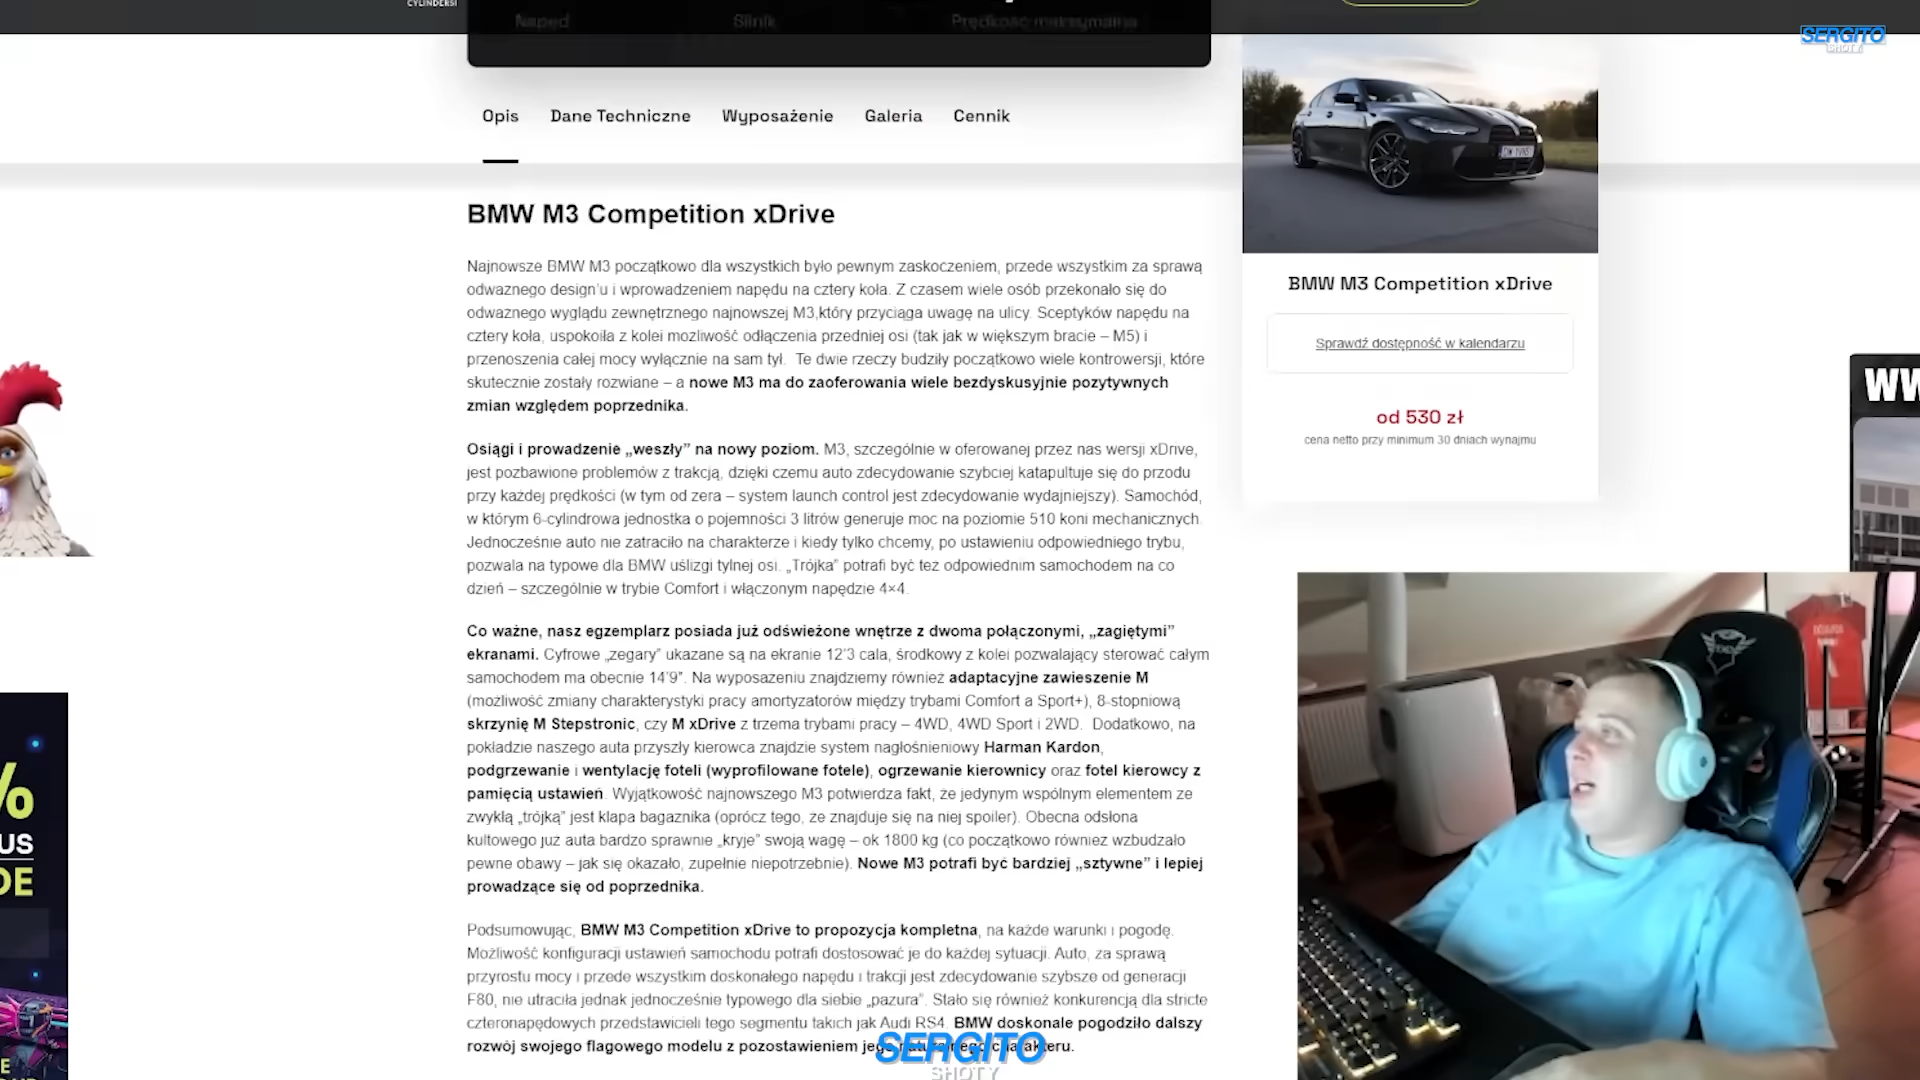 CYLINDERSI
Napęd
Silnik
Prędkość maksymalna
SERGITO
SHOTY
Opis
Dane Techniczne
Wyposażenie
Galeria
Cennik
BMW M3 Competition xDrive
Najnowsze BMW M3 początkowo dla wszystkich było pewnym zaskoczeniem, przede wszystkim za sprawą
odważnego design'u i wprowadzeniem napędu na cztery koła. Z czasem wiele osób przekonało się do
odważnego wyglądu zewnętrznego najnowszej M3,który przyciąga uwagę na ulicy. Sceptyków napędu na
cztery koła, uspokoiła z kolei możliwość odłączenia przedniej osi (tak jak w większym bracie – M5) i
przenoszenia całej mocy wyłącznie na sam tył.  Te dwie rzeczy budziły początkowo wiele kontrowersji, które
skutecznie zostały rozwiane – a nowe M3 ma do zaoferowania wiele bezdyskusyjnie pozytywnych
zmian względem poprzednika.
Osiągi i prowadzenie „weszły” na nowy poziom. M3, szczególnie w oferowanej przez nas wersji xDrive,
jest pozbawione problemów z trakcją, dzięki czemu auto zdecydowanie szybciej katapultuje się do przodu
przy każdej prędkości (w tym od zera – system launch control jest zdecydowanie wydajniejszy). Samochód,
w którym 6-cylindrowa jednostka o pojemności 3 litrów generuje moc na poziomie 510 koni mechanicznych.
Jednocześnie auto nie zatraciło na charakterze i kiedy tylko chcemy, po ustawieniu odpowiedniego trybu,
pozwala na typowe dla BMW uślizgi tylnej osi. „Trójka” potrafi być też odpowiednim samochodem na co
dzień – szczególnie w trybie Comfort i włączonym napędzie 4×4.
Co ważne, nasz egzemplarz posiada już odświeżone wnętrze z dwoma połączonymi, „zagiętymi”
ekranami. Cyfrowe „zegary” ukazane są na ekranie 12'3 cala, środkowy z kolei pozwalający sterować całym
samochodem ma obecnie 14'9”. Na wyposażeniu znajdziemy również adaptacyjne zawieszenie M
(możliwość zmiany charakterystyki pracy amortyzatorów między trybami Comfort a Sport+), 8-stopniową
skrzynię M Stepstronic, czy M xDrive z trzema trybami pracy – 4WD, 4WD Sport i 2WD.  Dodatkowo, na
pokładzie naszego auta przyszły kierowca znajdzie system nagłośnieniowy Harman Kardon,
podgrzewanie i wentylację foteli (wyprofilowane fotele), ogrzewanie kierownicy oraz fotel kierowcy z
pamięcią ustawień. Wyjątkowość najnowszego M3 potwierdza fakt, że jedynym wspólnym elementem ze
zwykłą „trójką” jest klapa bagażnika (oprócz tego, że znajduje się na niej spoiler). Obecna odsłona
kultowego już auta bardzo sprawnie „kryje” swoją wagę – ok 1800 kg (co początkowo również wzbudzało
pewne obawy – jak się okazało, zupełnie niepotrzebnie). Nowe M3 potrafi być bardziej „sztywne” i lepiej
prowadzące się od poprzednika.
Podsumowując, BMW M3 Competition xDrive to propozycja kompletna, na każde warunki i pogodę.
Możliwość konfiguracji ustawień samochodu potrafi dostosować je do każdej sytuacji. Auto, za sprawą
przyrostu mocy i przede wszystkim doskonałego napędu i trakcji jest zdecydowanie szybsze od generacji
F80, nie utraciła jednak jednocześnie typowego dla siebie „pazura”. Stało się również konkurencją dla stricte
czteronapędowych przedstawicieli tego segmentu takich jak Audi RS4. BMW doskonale pogodziło dalszy
rozwój swojego flagowego modelu z pozostawieniem jego naturalnego charakteru.
SERGITO
SHOTY
BMW M3 Competition xDrive
Sprawdź dostępność w kalendarzu
od 530 zł
cena netto przy minimum 30 dniach wynajmu
WW
%
US
DE
E